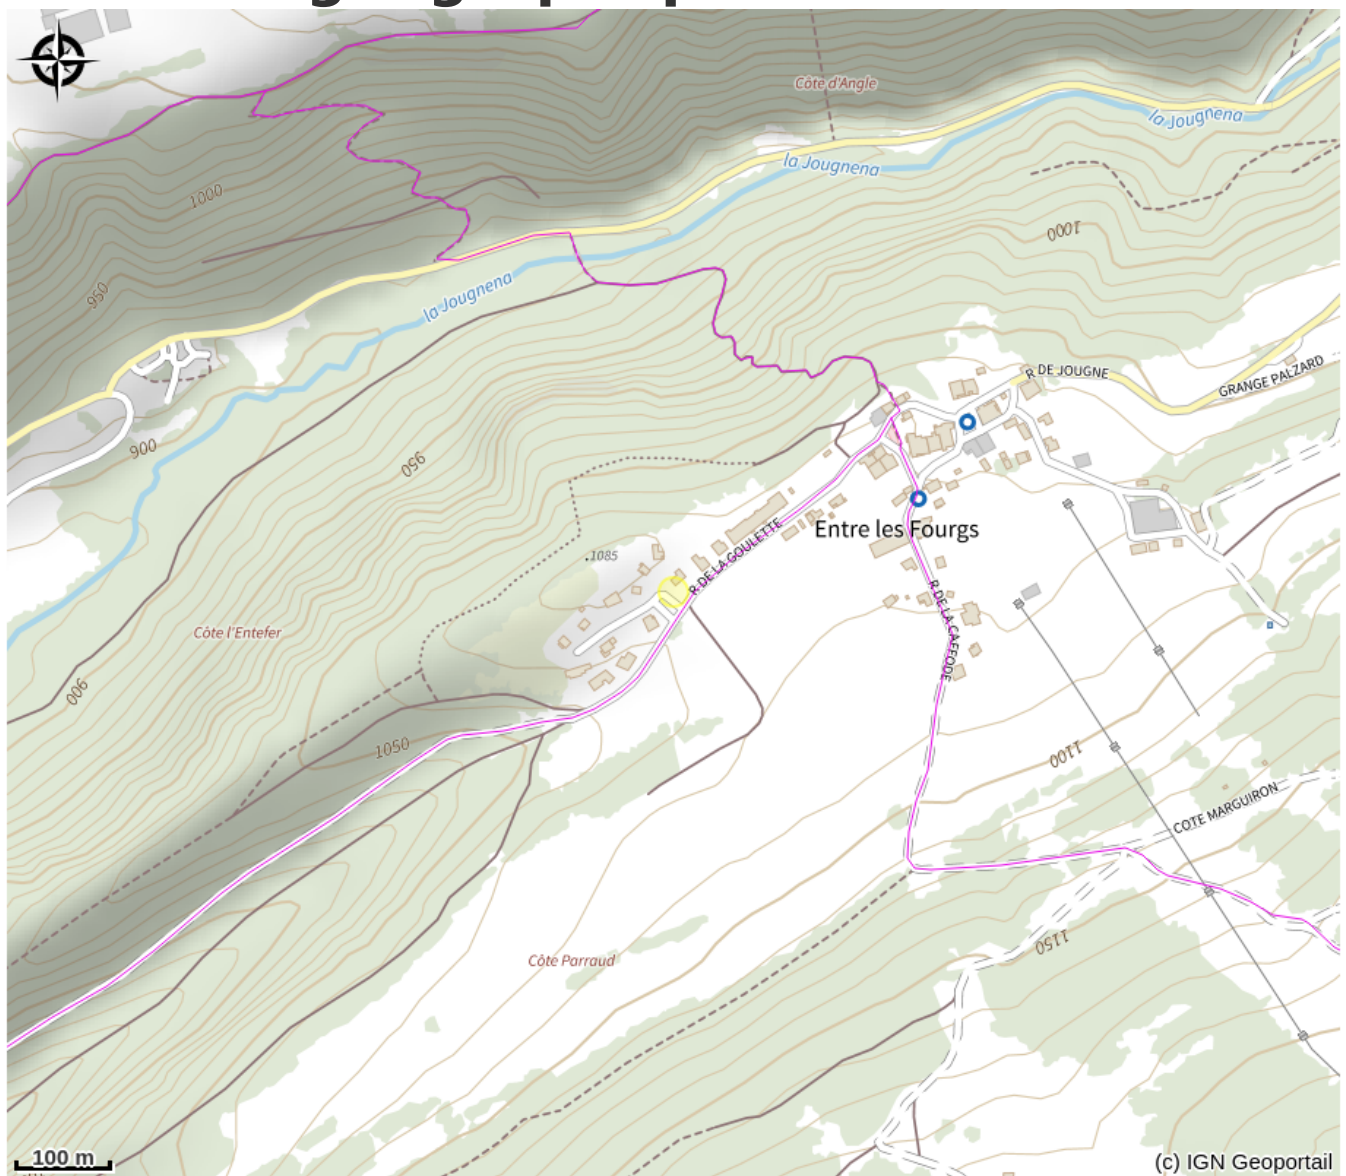 Côte d'Angle
la Jougnena
la Jougnena
1000
1000
950
la Jougnena
R DE JOUGNE
GRANGE PALZARD
900
950
Entre les Fourgs
R DE LA GOULETTE
.1085
R DE LA CAFFODE
Côte l'Entefer
900
1050
1100
COTE MARGUIRON
1150
Côte Parraud
100 m
(c) IGN Geoportail